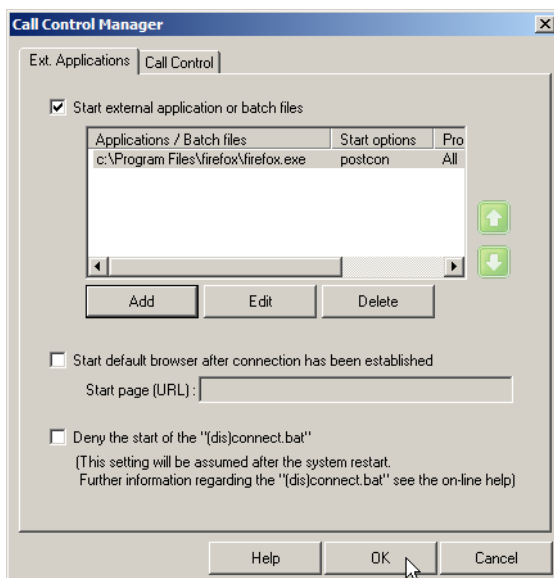 Call Control Manager
Ext. Applications Call Control
Start external application or batch files
Applications / Batch files Start options Pro
c:\Program Files\firefox\firefox.exe postcon All
Add Edit Delete
Start default browser after connection has been established
Start page (URL) :
Deny the start of the "(dis)connect.bat"
(This setting will be assumed after the system restart.
Further information regarding the "(dis)connect.bat" see the on-line help)
Help OK Cancel